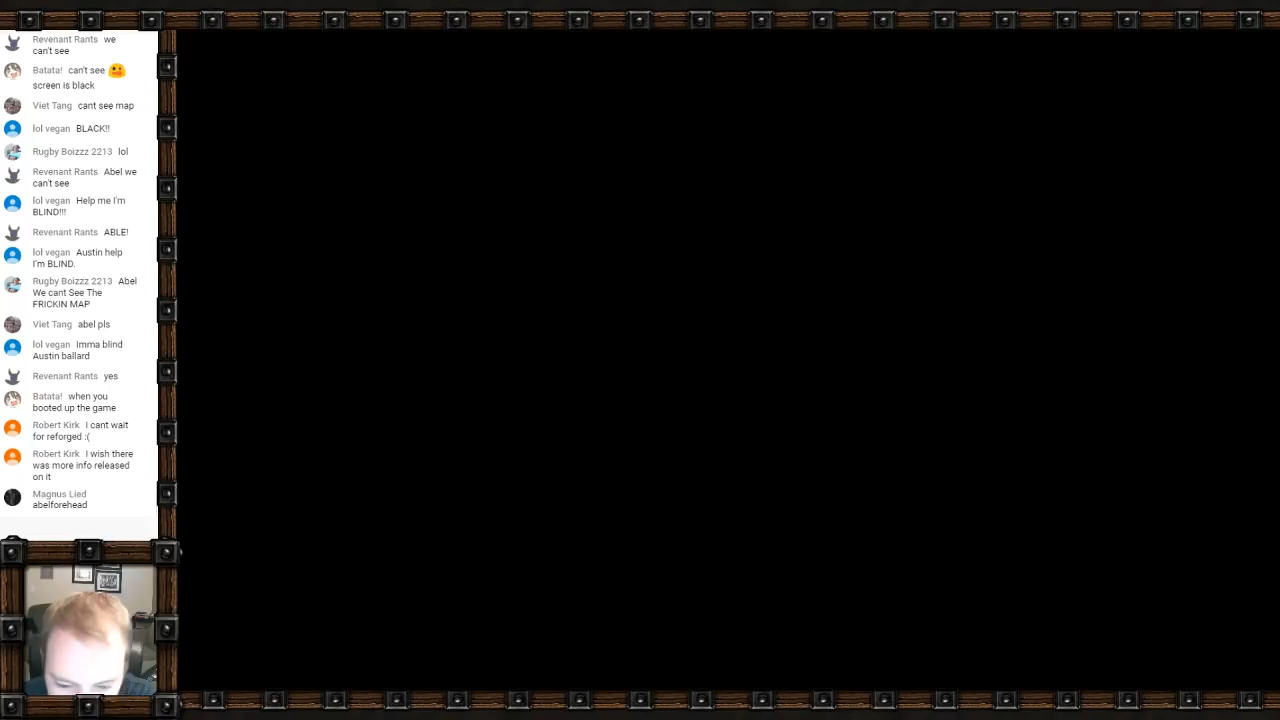 Revenant Rants we
can't see
Batata! can't see
screen is black
Viet Tang cant see map
lol vegan BLACK!!
Rugby Boizzz 2213 lol
Revenant Rants Abel we
can't see
lol vegan Help me I'm
BLIND!!!
Revenant Rants ABLE!
lol vegan Austin help
I'm BLIND.
Rugby Boizzz 2213 Abel
We cant See The
FRICKIN MAP
Viet Tang abel pls
lol vegan Imma blind
Austin ballard
Revenant Rants yes
Batata! when you
booted up the game
Robert Kirk I cant wait
for reforged :(
Robert Kirk I wish there
was more info released
on it
Magnus Lied
abelforehead